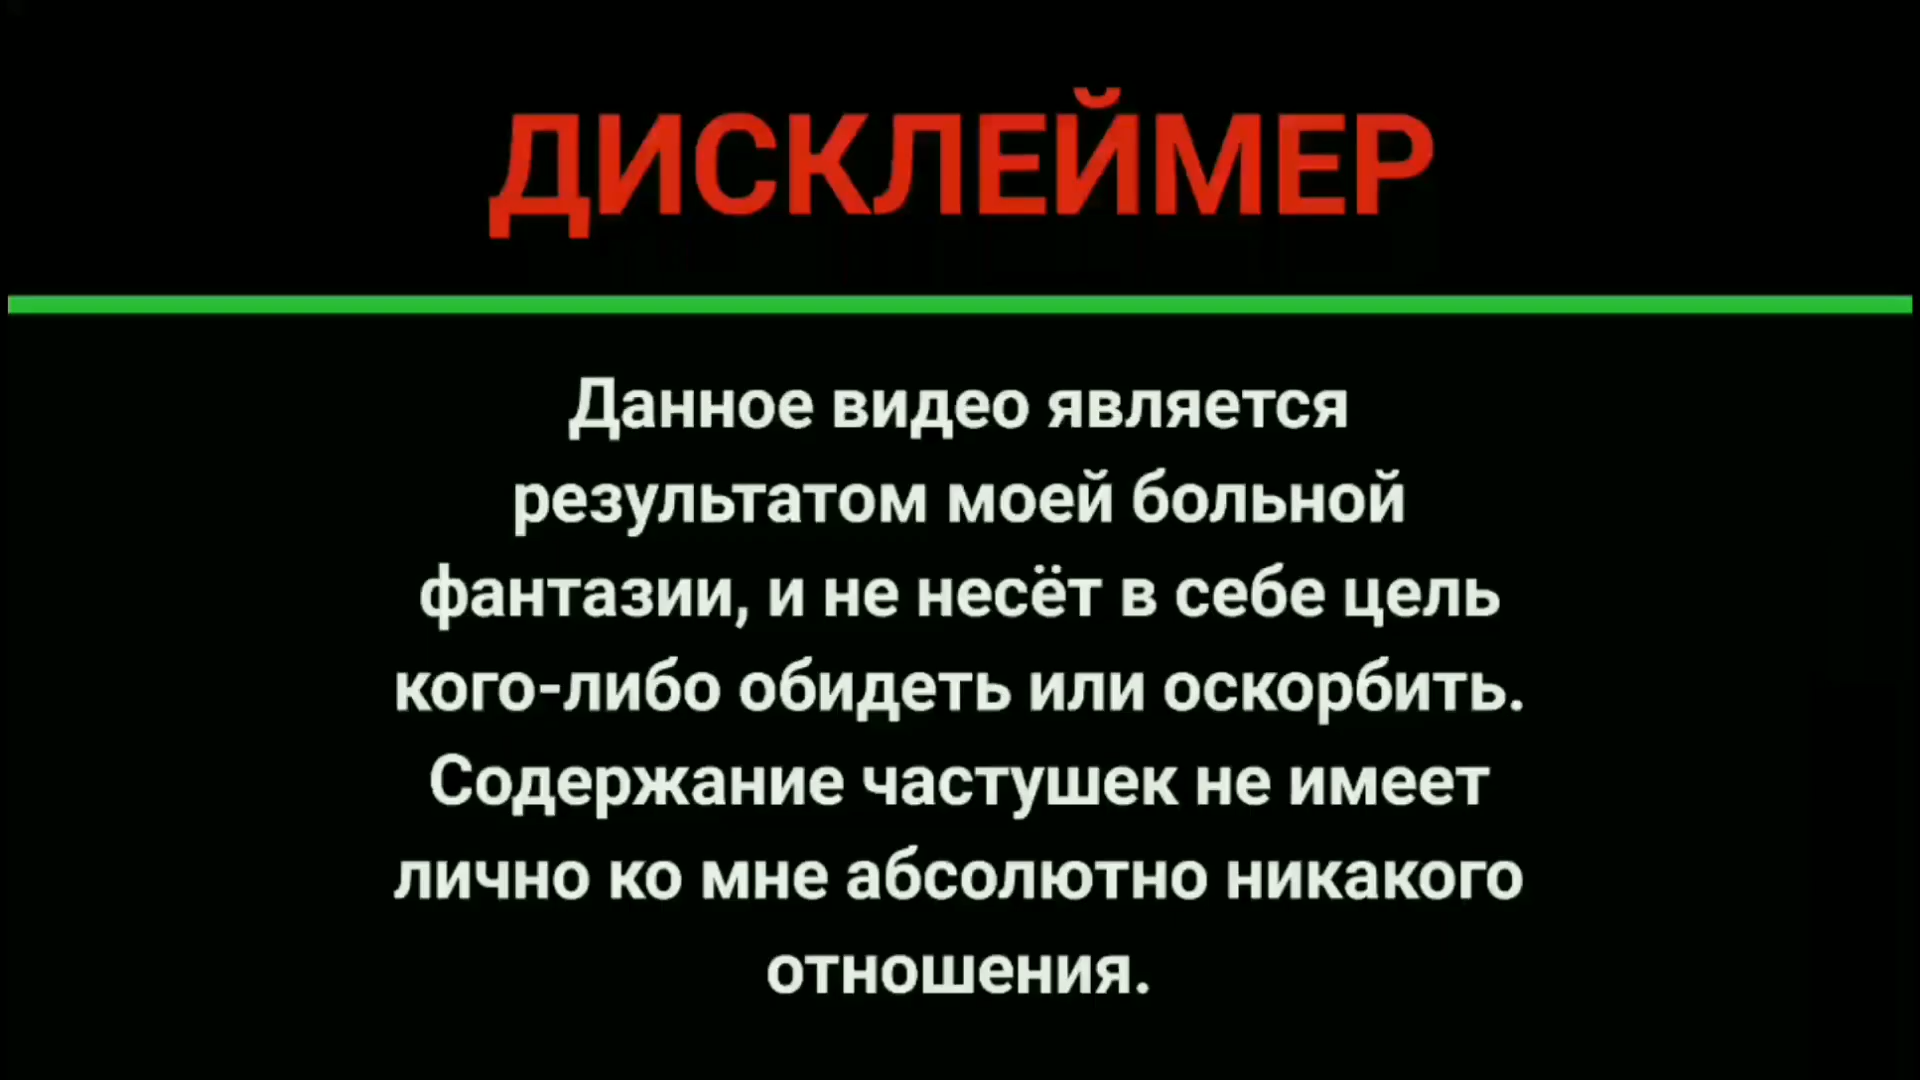 ДИСКЛЕЙМЕР
Данное видео является
результатом моей больной
фантазии, и не несёт в себе цель
кого-либо обидеть или оскорбить.
Содержание частушек не имеет
лично ко мне абсолютно никакого
отношения.